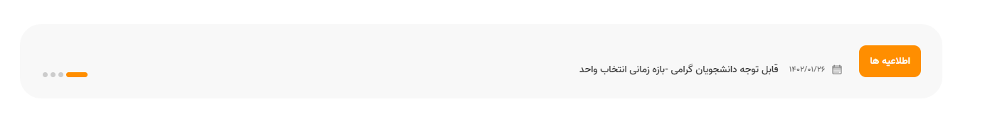 اطلاعیه ها
۱۴۰۲/۰۱/۲۶
قابل توجه دانشجویان گرامی -بازه زمانی انتخاب واحد